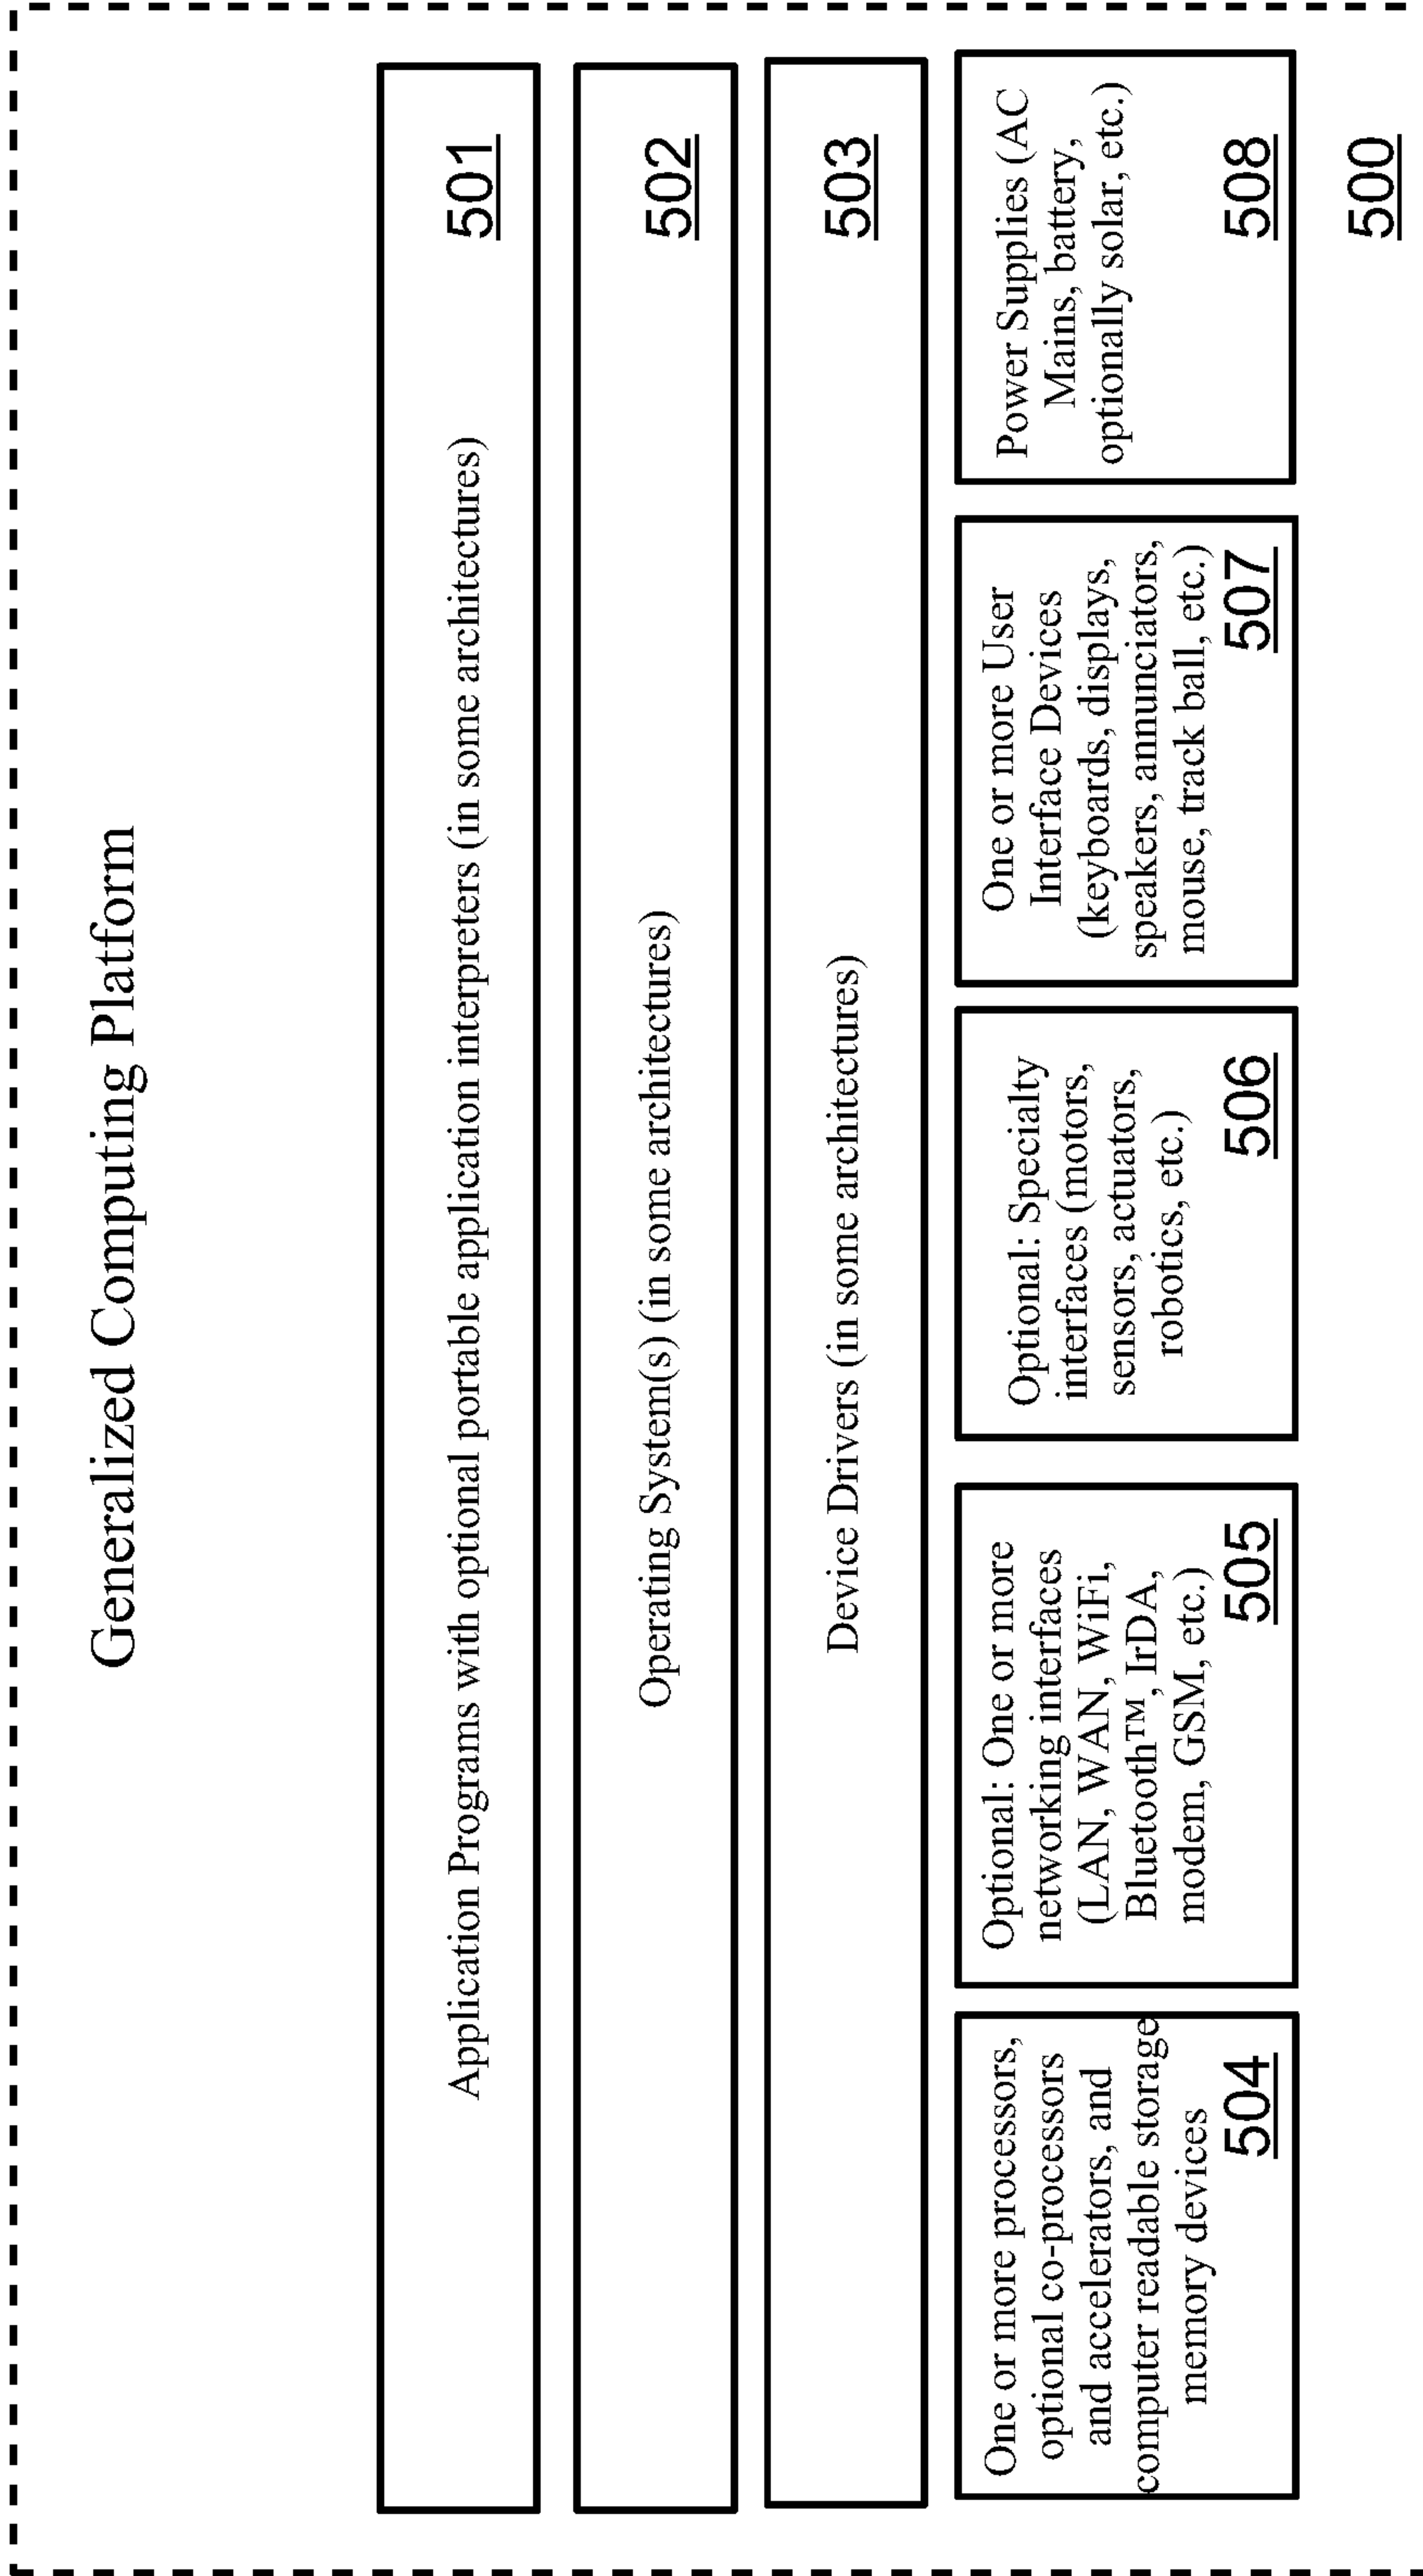 Generalized Computing Platform
Application Programs with optional portable application interpreters (in some architectures)
501
Operating System(s) (in some architectures)
502
Device Drivers (in some architectures)
503
One or more processors,
optional co-processors
and accelerators, and
computer readable storage
memory devices
504
Optional: One or more
networking interfaces
(LAN, WAN, WiFi,
Bluetooth™, IrDA,
modem, GSM, etc.)
505
Optional: Specialty
interfaces (motors,
sensors, actuators,
robotics, etc.)
506
One or more User
Interface Devices
(keyboards, displays,
speakers, annunciators,
mouse, track ball, etc.)
507
Power Supplies (AC
Mains, battery,
optionally solar, etc.)
508
500